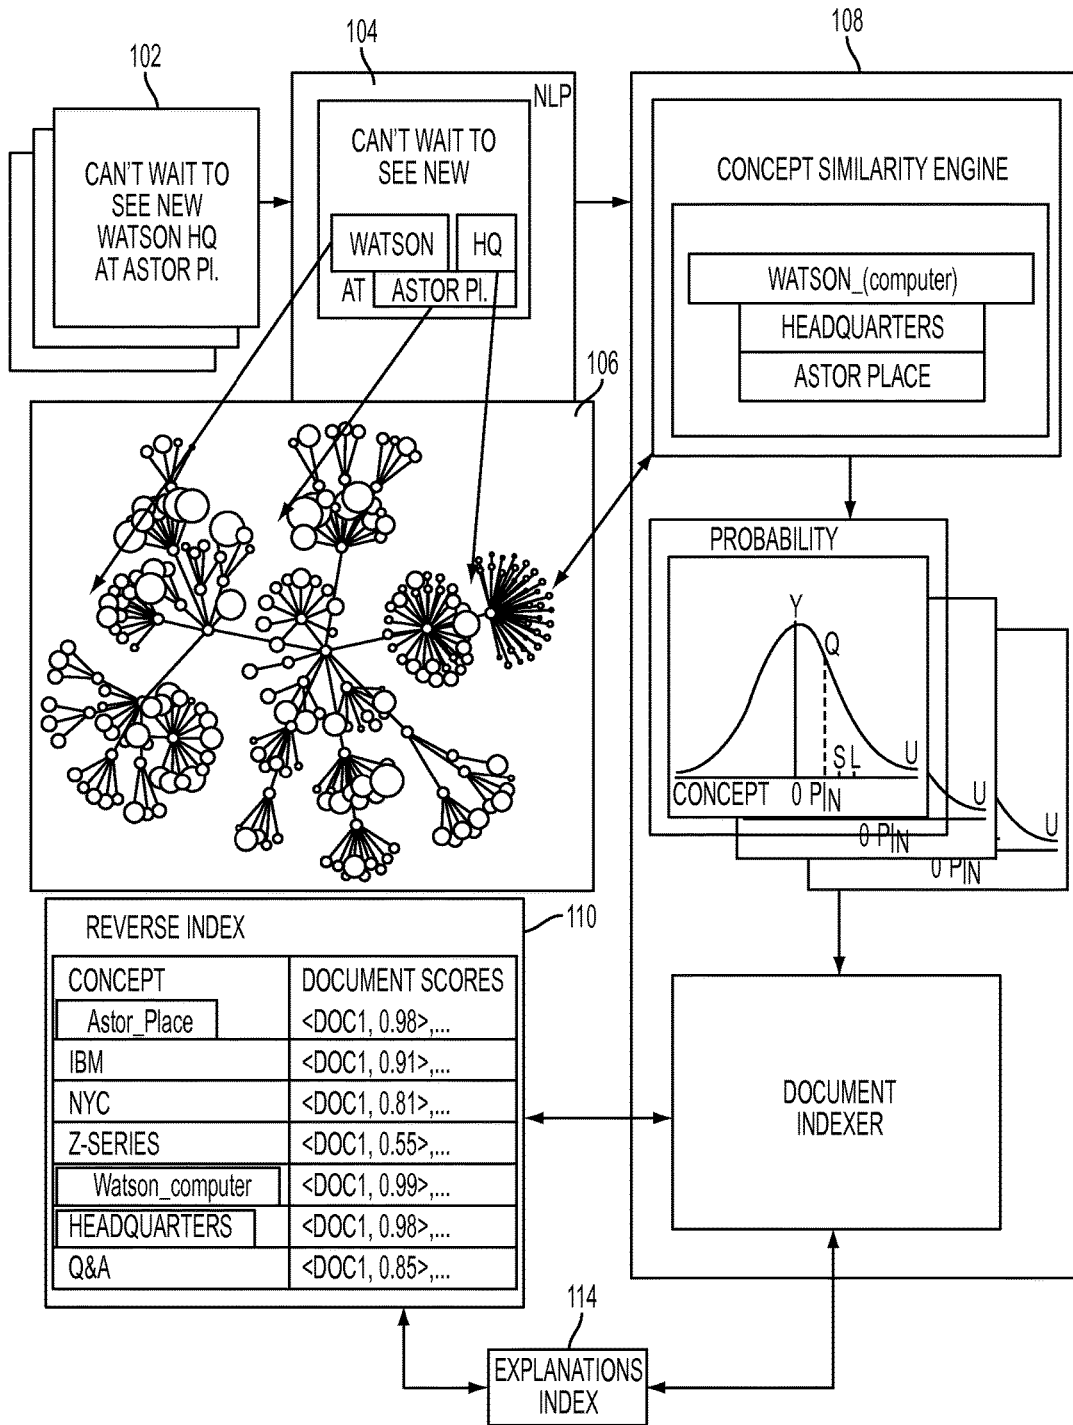 102
CAN'T WAIT TO
SEE NEW
WATSON HQ
AT ASTOR Pl.
104
NLP
CAN'T WAIT TO
SEE NEW
WATSON
HQ
AT
ASTOR Pl.
108
CONCEPT SIMILARITY ENGINE
WATSON_(computer)
HEADQUARTERS
ASTOR PLACE
106
PROBABILITY
Y
Q
S L
U
CONCEPT 0 PIN
U
0 PIN
U
0 PIN
110
REVERSE INDEX
CONCEPT DOCUMENT SCORES
Astor_Place <DOC1, 0.98>,...
IBM <DOC1, 0.91>,...
NYC <DOC1, 0.81>,...
Z-SERIES <DOC1, 0.55>,...
Watson_computer <DOC1, 0.99>,...
HEADQUARTERS <DOC1, 0.98>,...
Q&A <DOC1, 0.85>,...
DOCUMENT
INDEXER
114
EXPLANATIONS
INDEX